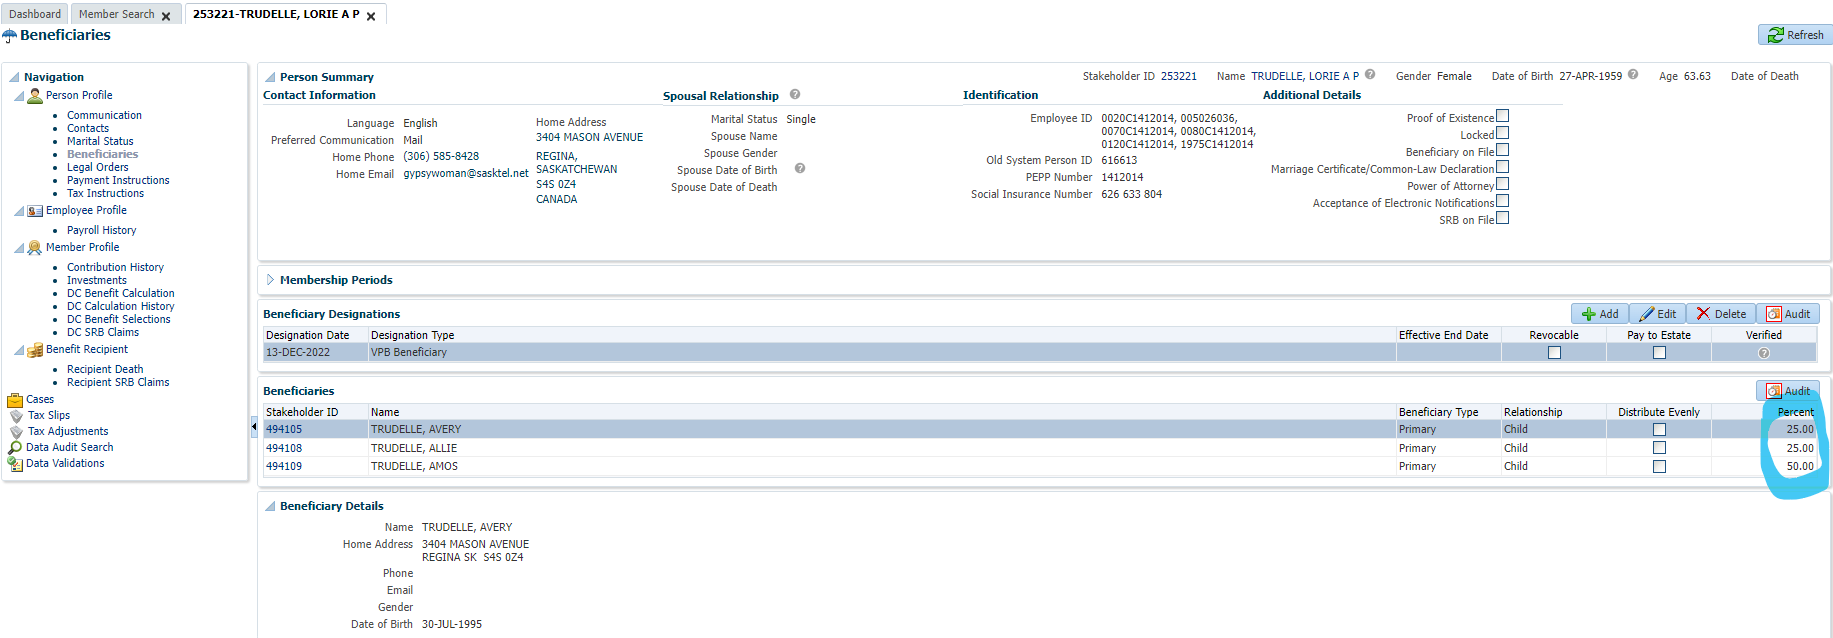 Dashboard
Member Search
253221-TRUDELLE, LORIE A P
Beneficiaries
Refresh
Navigation
Person Profile
Communication
Contacts
Marital Status
Beneficiaries
Legal Orders
Payment Instructions
Tax Instructions
Employee Profile
Payroll History
Member Profile
Contribution History
Investments
DC Benefit Calculation
DC Calculation History
DC Benefit Selections
DC SRB Claims
Benefit Recipient
Recipient Death
Recipient SRB Claims
Cases
Tax Slips
Tax Adjustments
Data Audit Search
Data Validations
Person Summary
Stakeholder ID 253221 Name TRUDELLE, LORIE A P Gender Female Date of Birth 27-APR-1959 Age 63.63 Date of Death
Contact Information
Language English
Preferred Communication Mail
Home Phone (306) 585-8428
Home Email gypsywoman@sasktel.net
Home Address
3404 MASON AVENUE
REGINA,
SASKATCHEWAN
S4S 0Z4
CANADA
Spousal Relationship
Marital Status Single
Spouse Name
Spouse Gender
Spouse Date of Birth
Spouse Date of Death
Identification
Employee ID 0020C1412014, 005026036,
0070C1412014, 0080C1412014,
0120C1412014, 1975C1412014
Old System Person ID 616613
PEPP Number 1412014
Social Insurance Number 626 633 804
Additional Details
Proof of Existence
Locked
Beneficiary on File
Marriage Certificate/Common-Law Declaration
Power of Attorney
Acceptance of Electronic Notifications
SRB on File
Membership Periods
Beneficiary Designations
Add Edit Delete Audit
Designation Date Designation Type Effective End Date Revocable Pay to Estate Verified
13-DEC-2022 VPB Beneficiary
Beneficiaries
Audit
Stakeholder ID Name Beneficiary Type Relationship Distribute Evenly Percent
494105 TRUDELLE, AVERY Primary Child 25.00
494108 TRUDELLE, ALLIE Primary Child 25.00
494109 TRUDELLE, AMOS Primary Child 50.00
Beneficiary Details
Name TRUDELLE, AVERY
Home Address 3404 MASON AVENUE
REGINA SK S4S 0Z4
Phone
Email
Gender
Date of Birth 30-JUL-1995